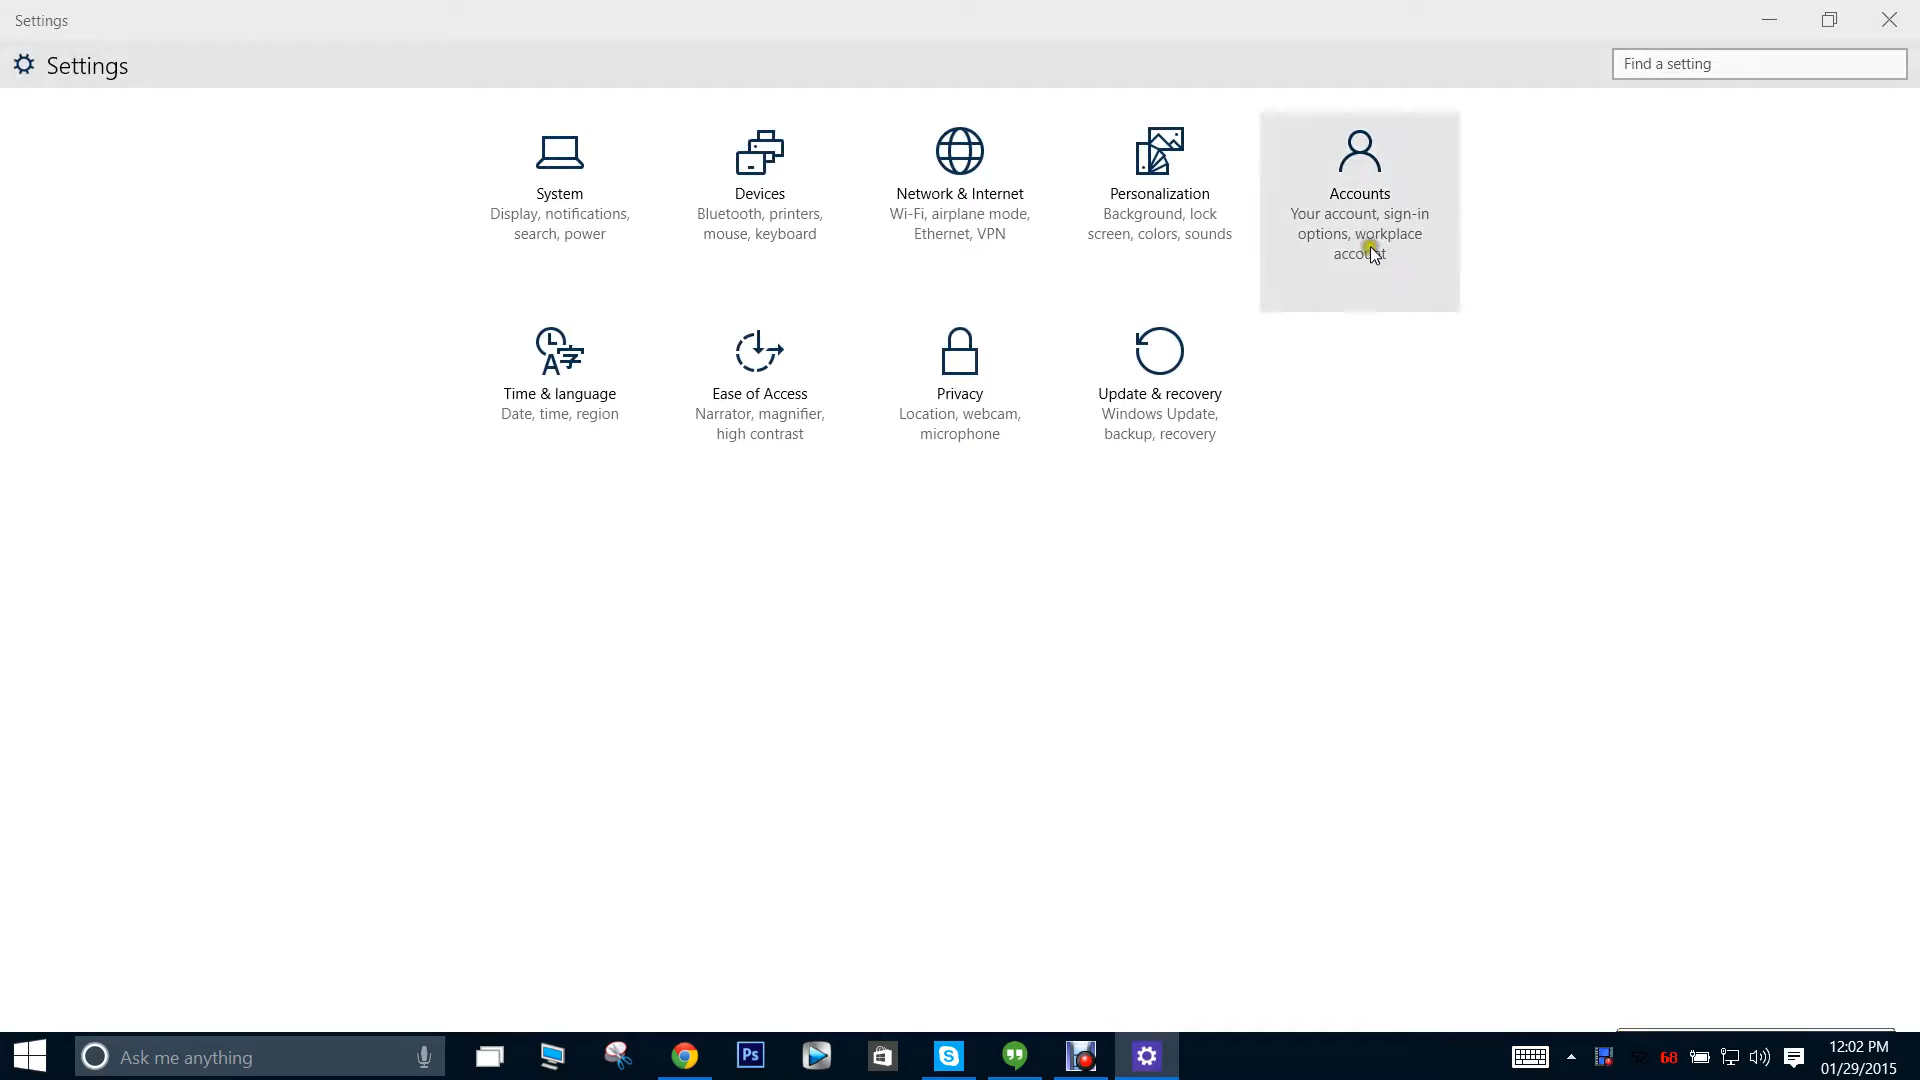 Settings
Settings
Find a setting
System
Display, notifications,
search, power
Devices
Bluetooth, printers,
mouse, keyboard
Network & Internet
Wi-Fi, airplane mode,
Ethernet, VPN
Personalization
Background, lock
screen, colors, sounds
Accounts
Your account, sign-in
options, workplace
account
Time & language
Date, time, region
Ease of Access
Narrator, magnifier,
high contrast
Privacy
Location, webcam,
microphone
Update & recovery
Windows Update,
backup, recovery
Ask me anything
Ps
52
68
12:02 PM
01/29/2015